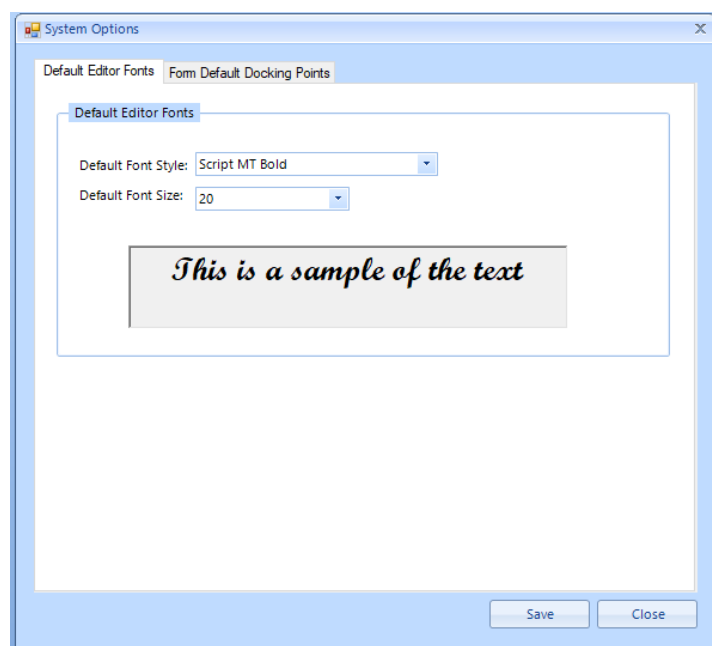 System Options
Default Editor Fonts Form Default Docking Points
Default Editor Fonts
Default Font Style: Script MT Bold
Default Font Size: 20
This is a sample of the text
Save Close